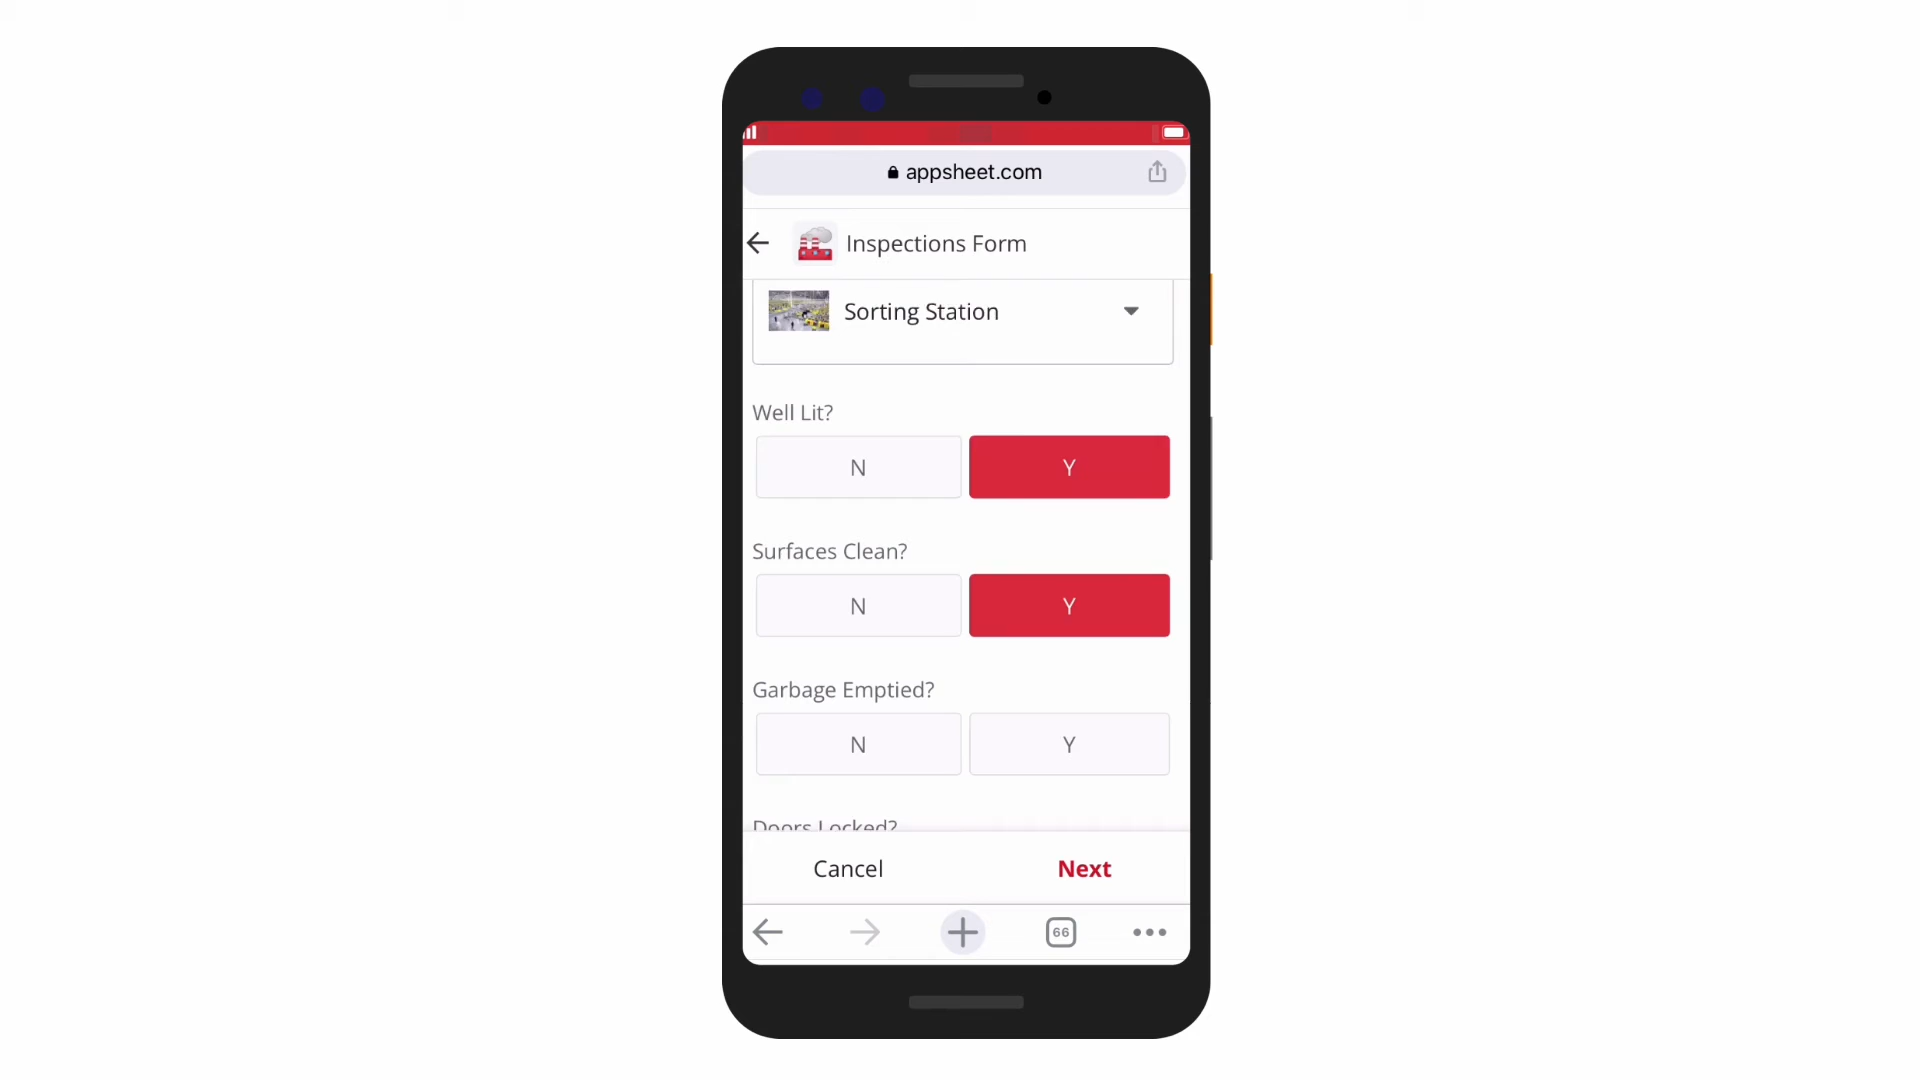 appsheet.com
Inspections Form
Sorting Station
Well Lit?
N Y
Surfaces Clean?
N Y
Garbage Emptied?
N Y
Doors Locked?
Cancel Next
66